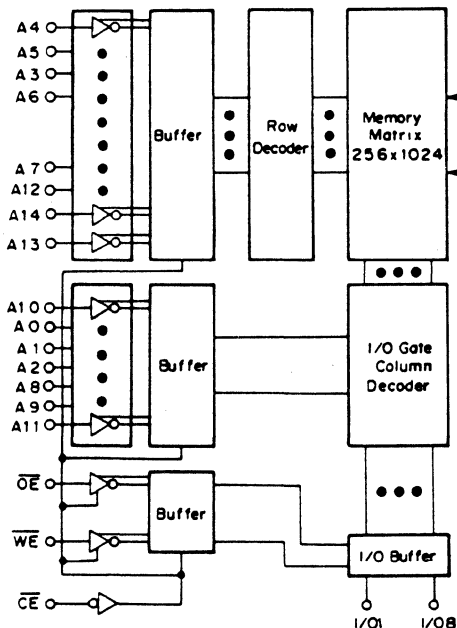 A4
A5
A3
A6
A7
A12
A14
A13
Buffer
Row
Decoder
Memory
Matrix
256x1024
A10
A0
A1
A2
A8
A9
A11
Buffer
I/O Gate
Column
Decoder
OE
WE
CE
Buffer
I/O Buffer
I/O1
I/O8